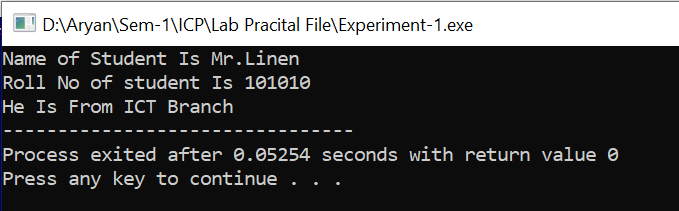 D:\Aryan\Sem-1\ICP\Lab Pracital File\Experiment-1.exe
Name of Student Is Mr.Linen
Roll No of student Is 101010
He Is From ICT Branch
--------------------------------
Process exited after 0.05254 seconds with return value 0
Press any key to continue . . .